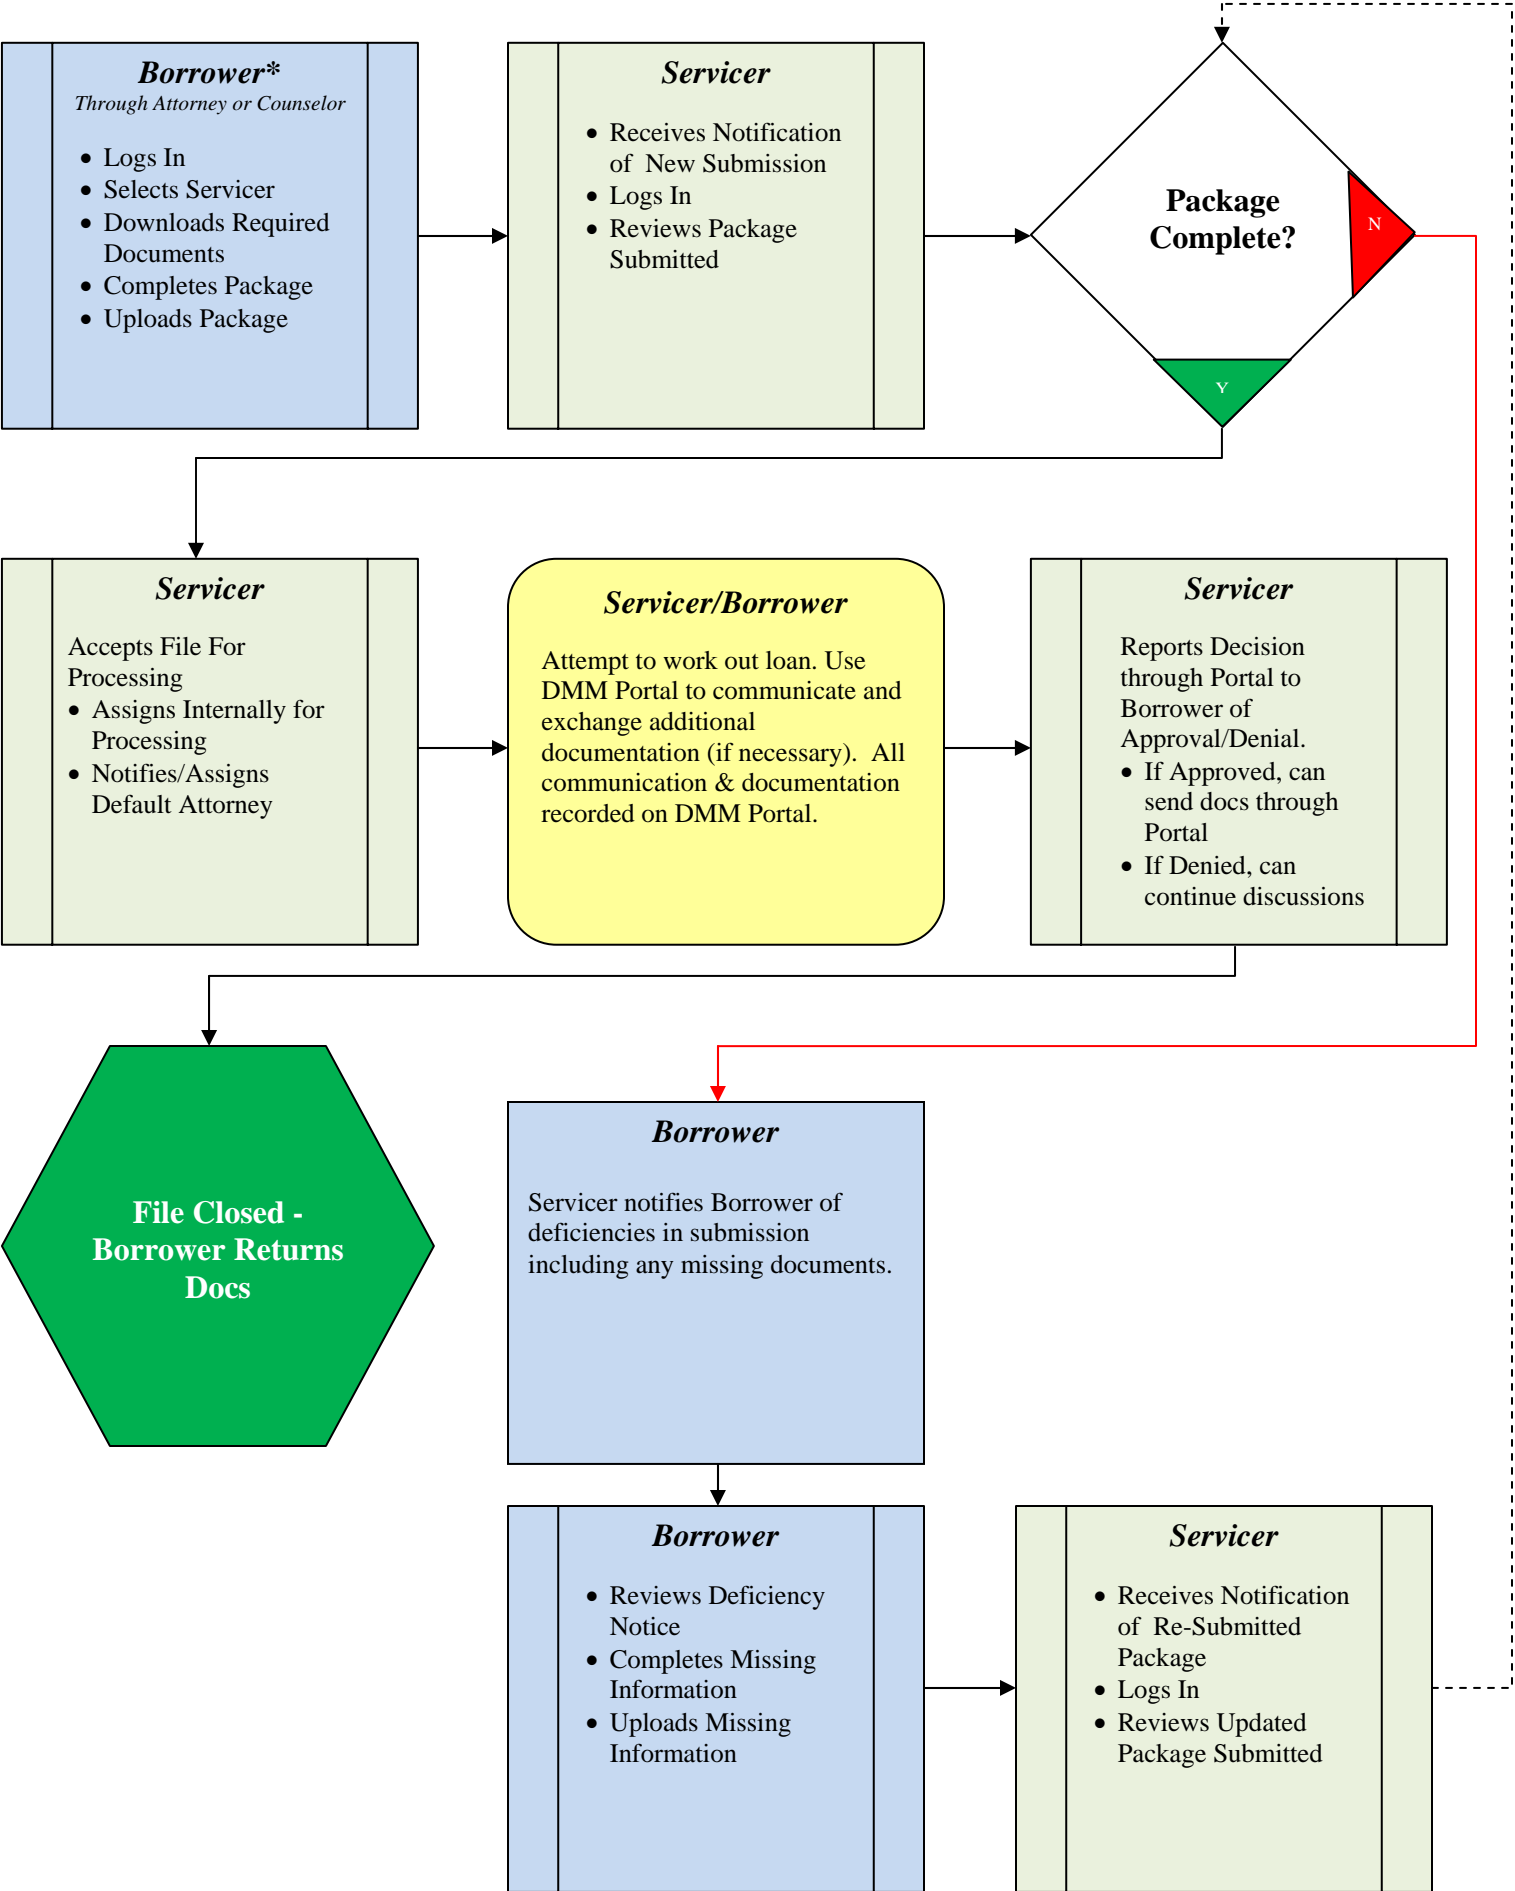 Borrower*
Through Attorney or Counselor
• Logs In
• Selects Servicer
• Downloads Required
Documents
• Completes Package
• Uploads Package
Servicer
• Receives Notification
of New Submission
• Logs In
• Reviews Package
Submitted
Package
Complete?
N
Y
Servicer
Accepts File For
Processing
• Assigns Internally for
Processing
• Notifies/Assigns
Default Attorney
Servicer/Borrower
Attempt to work out loan. Use
DMM Portal to communicate and
exchange additional
documentation (if necessary). All
communication & documentation
recorded on DMM Portal.
Servicer
Reports Decision
through Portal to
Borrower of
Approval/Denial.
• If Approved, can
send docs through
Portal
• If Denied, can
continue discussions
File Closed -
Borrower Returns
Docs
Borrower
Servicer notifies Borrower of
deficiencies in submission
including any missing documents.
Borrower
• Reviews Deficiency
Notice
• Completes Missing
Information
• Uploads Missing
Information
Servicer
• Receives Notification
of Re-Submitted
Package
• Logs In
• Reviews Updated
Package Submitted